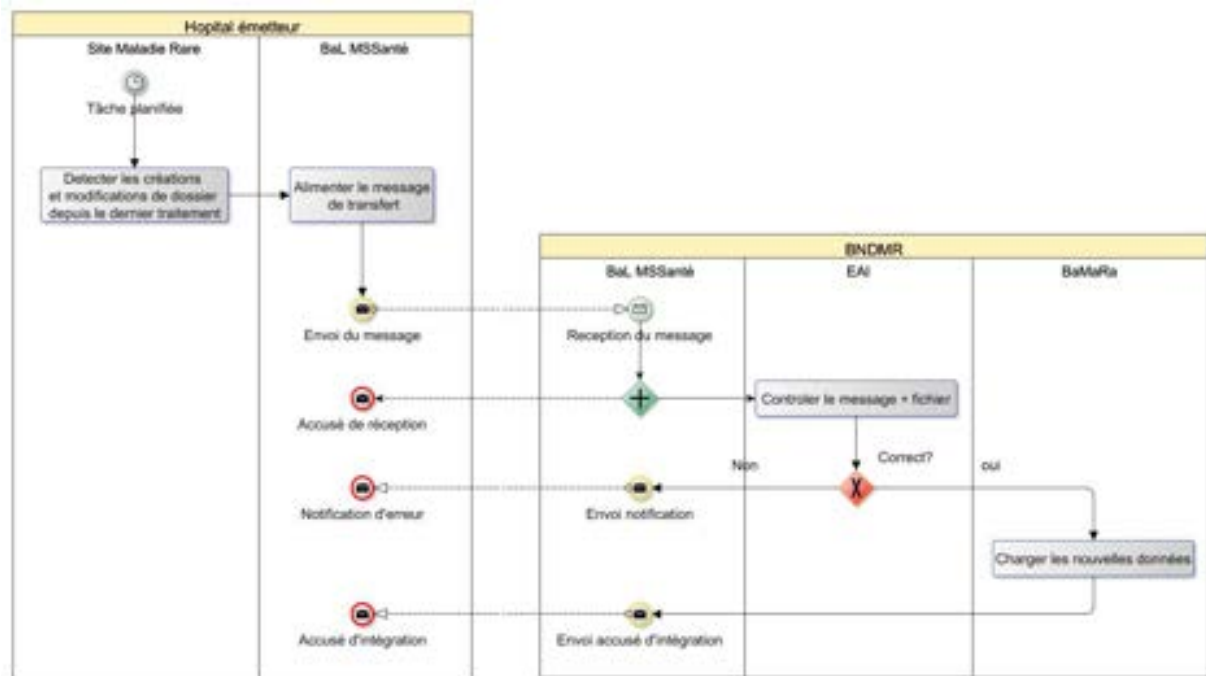 Hopital émetteur
Site Maladie Rare
BaL MSSanté
Tâche planifiée
Detecter les créations
et modifications de dossier
depuis le dernier traitement
Alimenter le message
de transfert
BNDMR
BaL MSSanté
EAI
BaMaRa
Envoi du message
Reception du message
Accusé de réception
Controler le message + fichier
Correct?
Non
oui
Notification d'erreur
Envoi notification
Charger les nouvelles données
Accusé d'intégration
Envoi accusé d'intégration